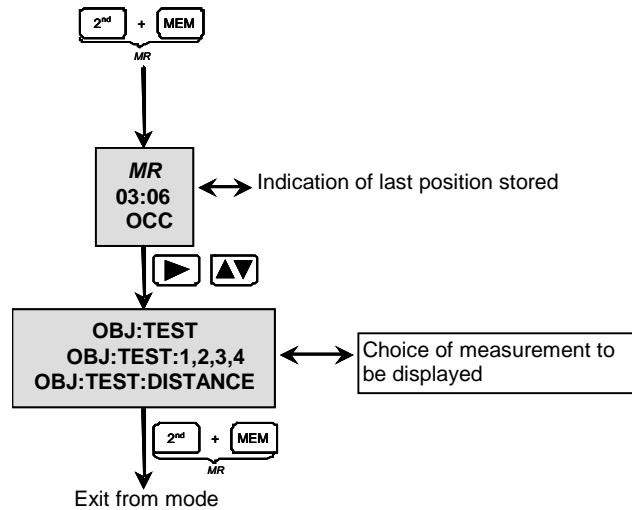 2nd + MEM
MR
MR
03:06
OCC
Indication of last position stored
OBJ:TEST
OBJ:TEST:1,2,3,4
OBJ:TEST:DISTANCE
Choice of measurement to
be displayed
2nd + MEM
MR
Exit from mode